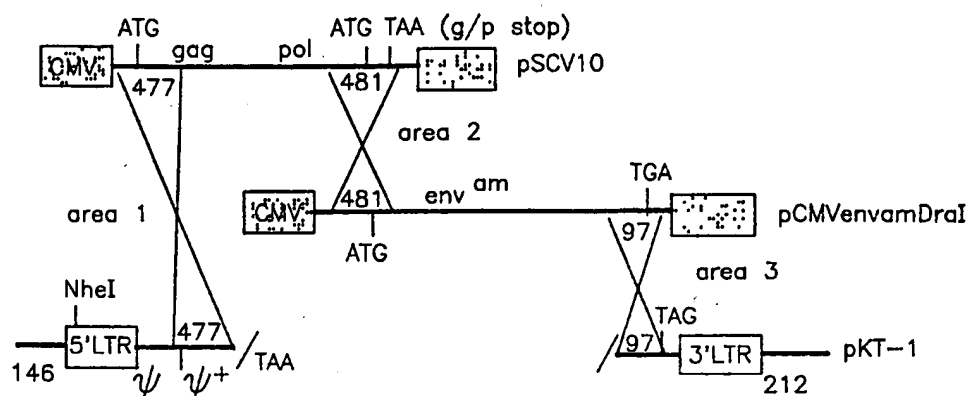 ATG gag pol ATG TAA (g/p stop)
CMV 477 481 pSCV10
area 2
area 1
CMV 481 env am TGA pCMVenvamDraI
ATG 97
area 3
NheI
5'LTR 477 TAA 97 TAG 3'LTR pKT-1
146 ψ ψ+ 212